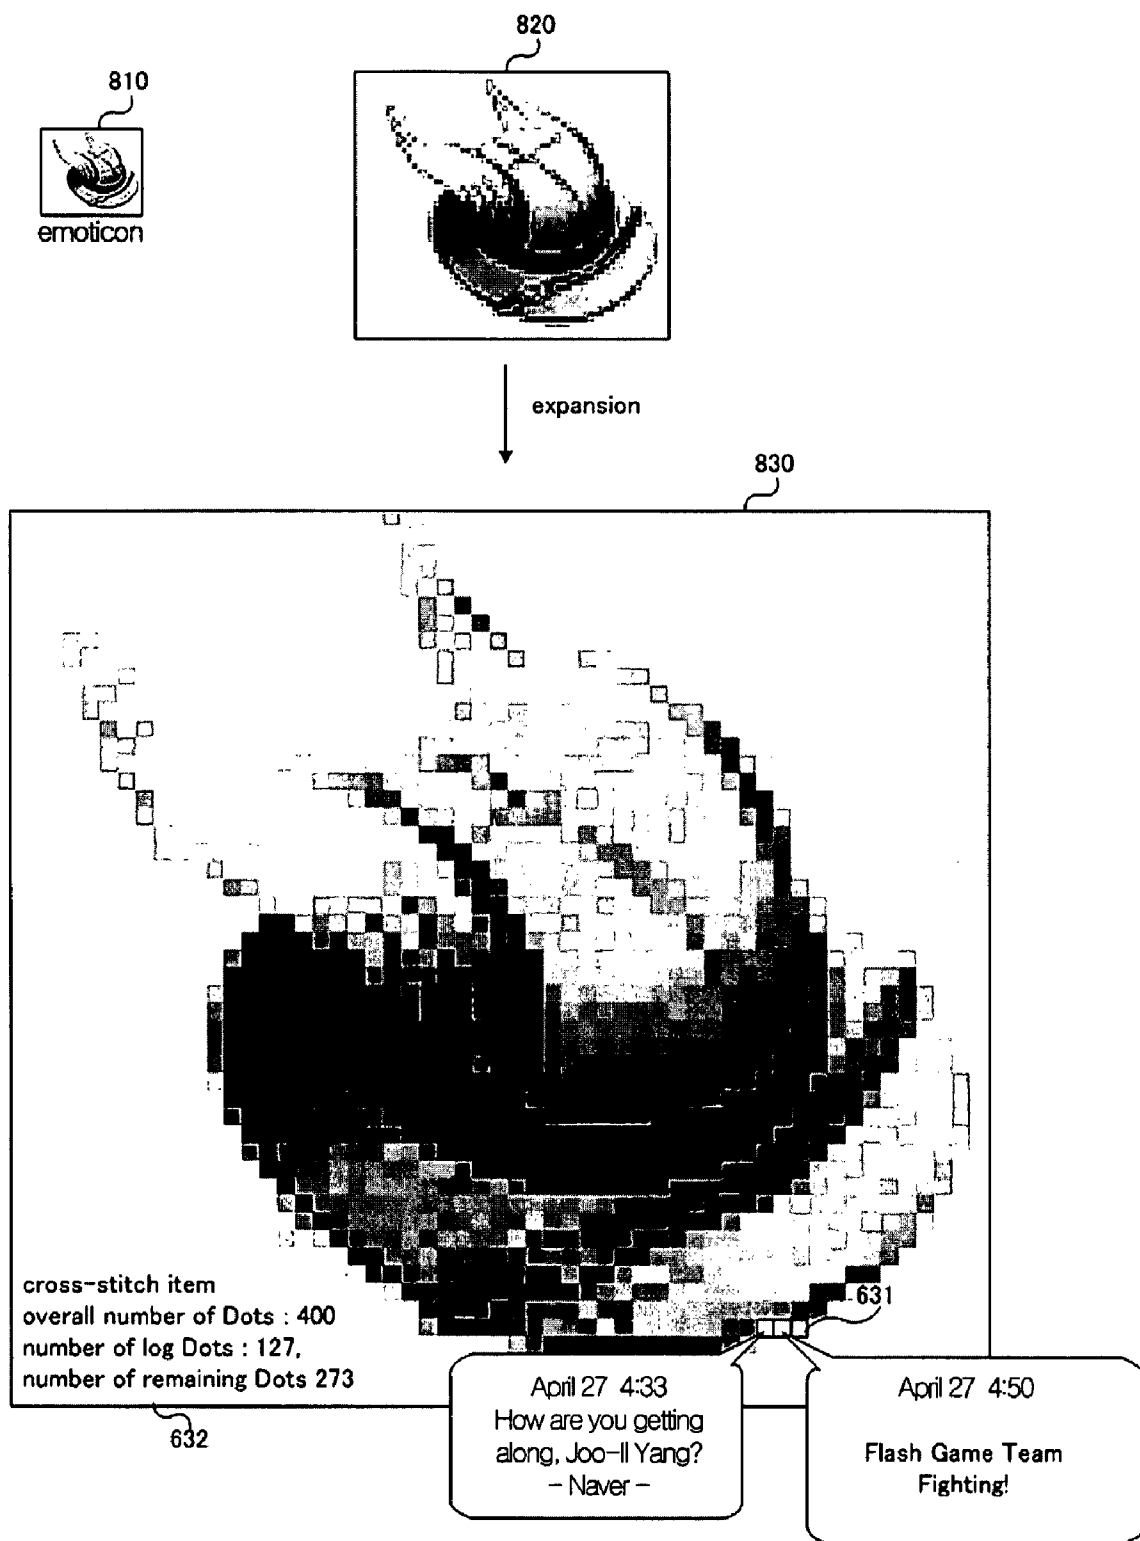 820
810
emoticon
expansion
830
cross-stitch item
overall number of Dots : 400
number of log Dots : 127,
number of remaining Dots 273
631
632
April 27 4:33
How are you getting
along, Joo-Il Yang?
- Naver -
April 27 4:50
Flash Game Team
Fighting!